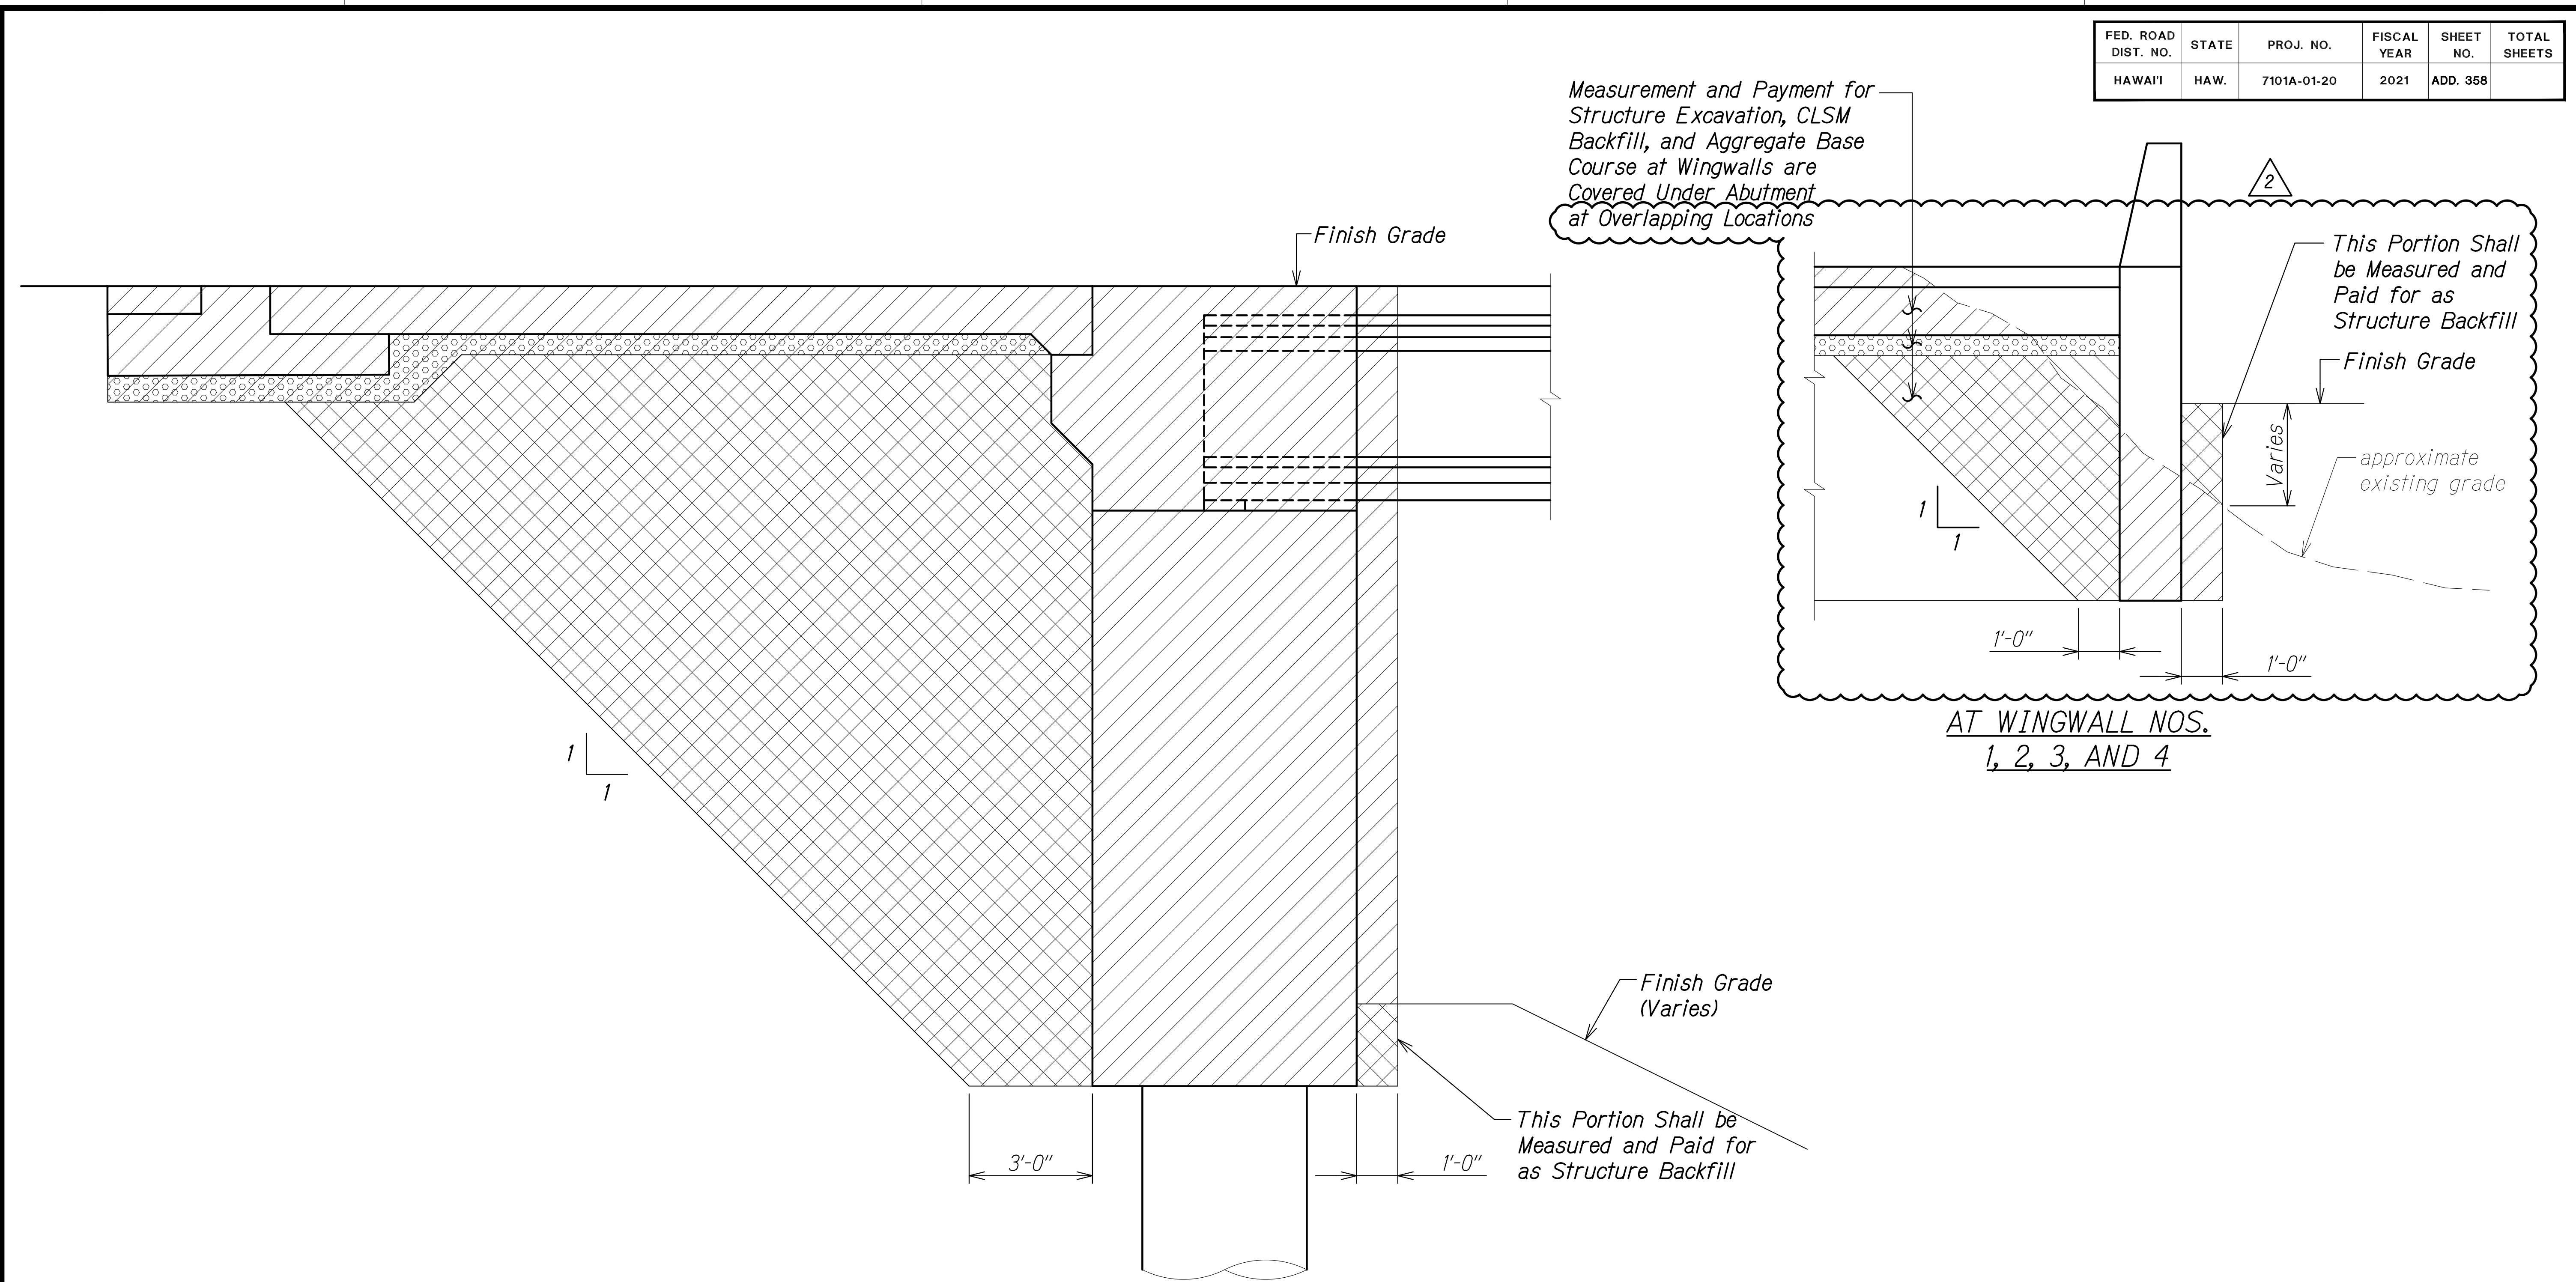 FED. ROAD DIST. NO. STATE PROJ. NO. FISCAL YEAR SHEET NO. TOTAL SHEETS
HAWAI'I HAW. 7101A-01-20 2021 ADD. 358
Measurement and Payment for
Structure Excavation, CLSM
Backfill, and Aggregate Base
Course at Wingwalls are
Covered Under Abutment
at Overlapping Locations
2
Finish Grade
This Portion Shall
be Measured and
Paid for as
Structure Backfill
Finish Grade
Varies
approximate
existing grade
1
1
1'-0"
1'-0"
AT WINGWALL NOS.
1, 2, 3, AND 4
1
1
Finish Grade
(Varies)
This Portion Shall be
Measured and Paid for
as Structure Backfill
3'-0"
1'-0"